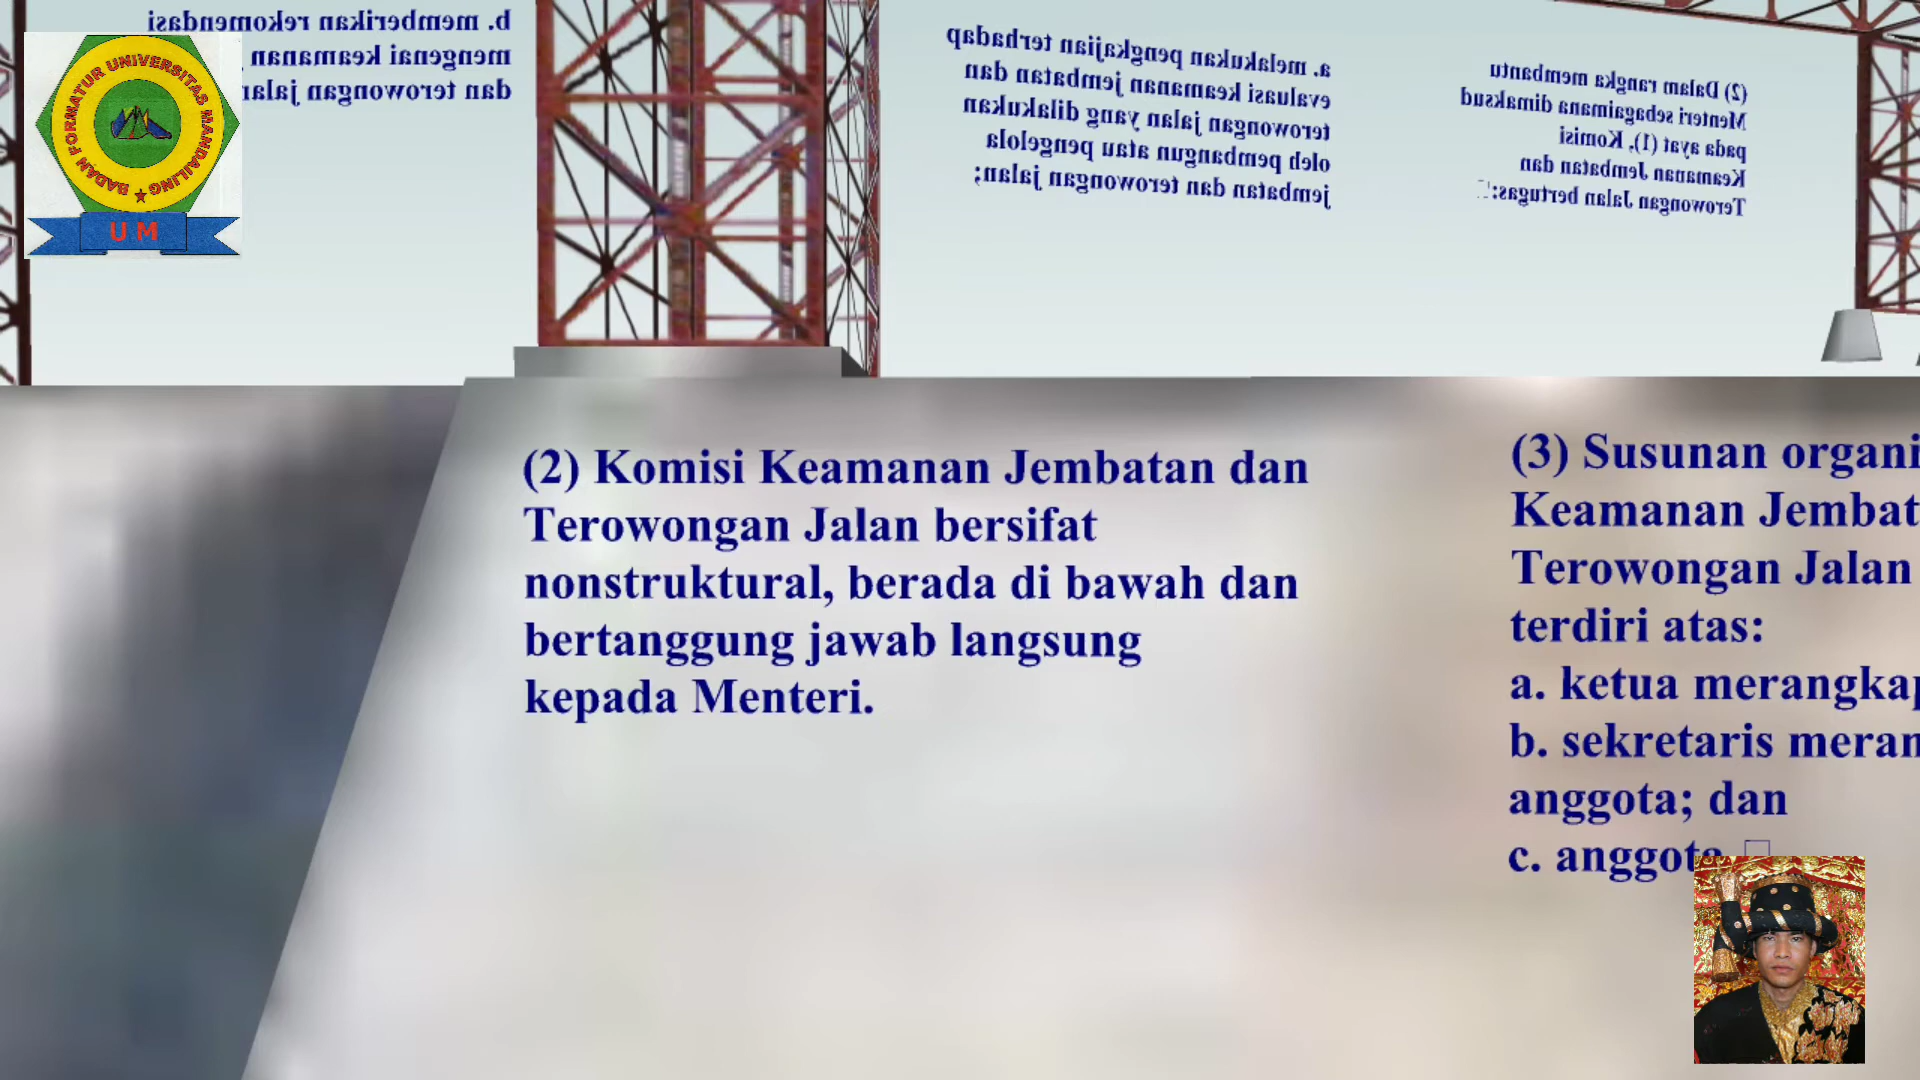 b. memberikan rekomendasi
mengenai keamanan
dan terowongan jalan
BADAN FORMATUR UNIVERSITAS MANDAILING
U M
a. melakukan pengkajian terhadap
evaluasi keamanan jembatan dan
terowongan jalan yang dilakukan
oleh pembangun atau pengelola
jembatan dan terowongan jalan;
(2) Dalam rangka membantu
Menteri sebagaimana dimaksud
pada ayat (1), Komisi
Keamanan Jembatan dan
Terowongan Jalan bertugas:
(2) Komisi Keamanan Jembatan dan
Terowongan Jalan bersifat
nonstruktural, berada di bawah dan
bertanggung jawab langsung
kepada Menteri.
(3) Susunan organi
Keamanan Jembat
Terowongan Jalan
terdiri atas:
a. ketua merangka
b. sekretaris meran
anggota; dan
c. anggota